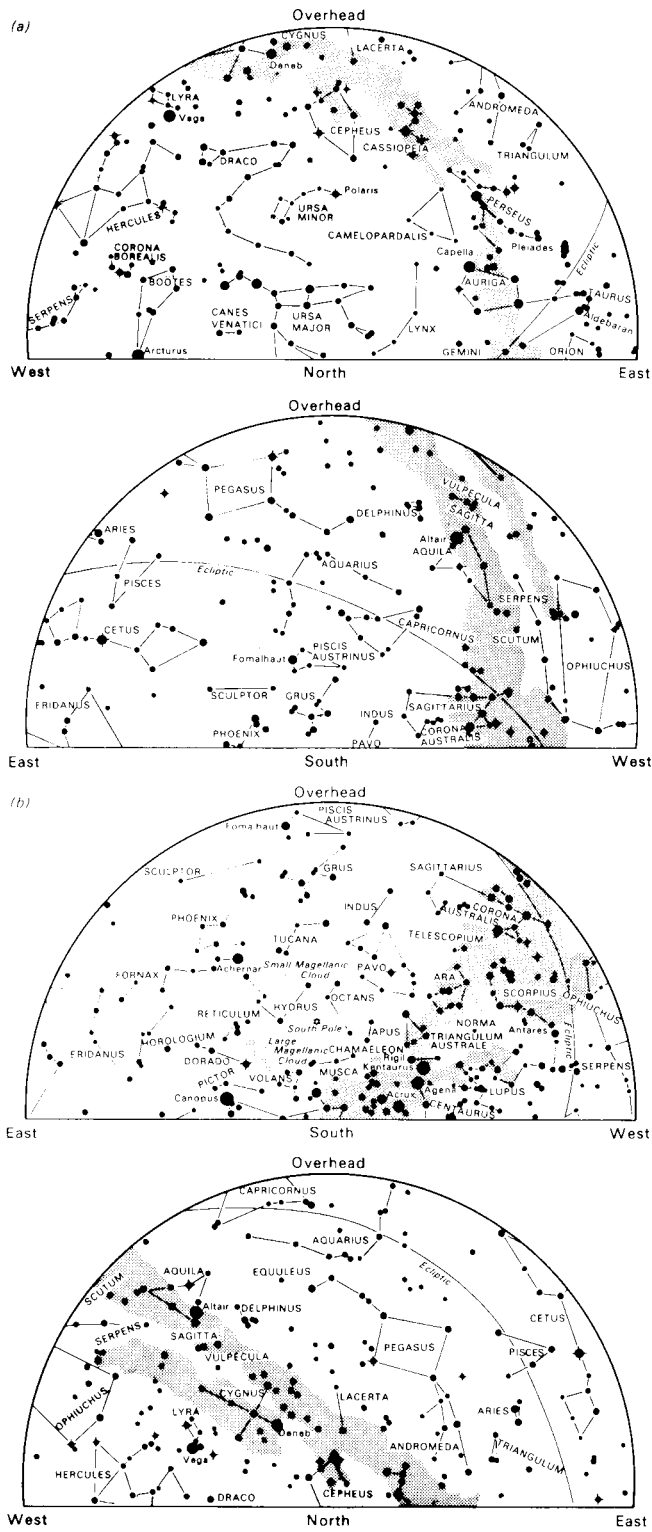 (a)
Overhead
CYGNUS
Deneb
LACERTA
LYRA
Vega
ANDROMEDA
CEPHEUS
CASSIOPEIA
TRIANGULUM
DRACO
Polaris
URSA
MINOR
PERSEUS
HERCULES
CAMELOPARDALIS
Pleiades
Ecliptic
CORONA
BOREALIS
Capella
BOOTES
AURIGA
SERPENS
TAURUS
CANES
VENATICI
URSA
MAJOR
LYNX
Aldebaran
Arcturus
GEMINI
ORION
West
North
East
Overhead
PEGASUS
VULPECULA
DELPHINUS
SAGITTA
ARIES
Altair
AQUILA
Ecliptic
AQUARIUS
PISCES
SERPENS
CETUS
CAPRICORNUS
SCUTUM
PISCIS
AUSTRINUS
Fomalhaut
OPHIUCHUS
ERIDANUS
SCULPTOR
GRUS
SAGITTARIUS
INDUS
PHOENIX
CORONA
AUSTRALIS
PAVO
East
South
West
(b)
Overhead
PISCIS
AUSTRINUS
Fomalhaut
SCULPTOR
GRUS
SAGITTARIUS
INDUS
CORONA
AUSTRALIS
PHOENIX
TUCANA
TELESCOPIUM
Achernar
Small Magellanic
Cloud
PAVO
FORNAX
ARA
SCORPIUS
OPHIUCHUS
HYDRUS
OCTANS
RETICULUM
South Pole
APUS
NORMA
TRIANGULUM
AUSTRALE
Antares
Ecliptic
HOROLOGIUM
Large
Magellanic
Cloud
CHAMAELEON
ERIDANUS
DORADO
Rigil
Kentaurus
SERPENS
PICTOR
VOLANS
MUSCA
Canopus
Acrux
Agena
LUPUS
CENTAURUS
East
South
West
Overhead
CAPRICORNUS
AQUARIUS
AQUILA
EQUULEUS
Ecliptic
SCUTUM
Altair
DELPHINUS
CETUS
SERPENS
SAGITTA
VULPECULA
PEGASUS
PISCES
CYGNUS
LACERTA
OPHIUCHUS
LYRA
Deneb
ARIES
Vega
ANDROMEDA
TRIANGULUM
HERCULES
CEPHEUS
DRACO
West
North
East